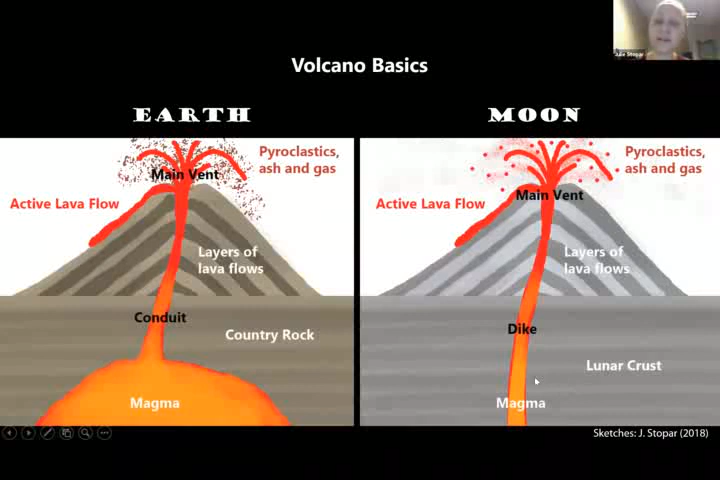 Julie Stopar
Volcano Basics
EARTH
MOON
Pyroclastics,
ash and gas
Main Vent
Active Lava Flow
Layers of
lava flows
Conduit
Country Rock
Magma
Pyroclastics,
ash and gas
Main Vent
Active Lava Flow
Layers of
lava flows
Dike
Lunar Crust
Magma
Sketches: J. Stopar (2018)